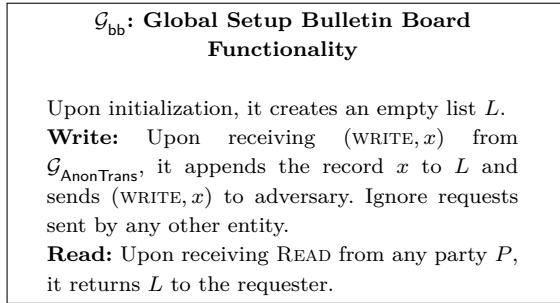 𝒢bb: Global Setup Bulletin Board
Functionality
Upon initialization, it creates an empty list L.
Write: Upon receiving (WRITE, x) from
𝒢AnonTrans, it appends the record x to L and
sends (WRITE, x) to adversary. Ignore requests
sent by any other entity.
Read: Upon receiving READ from any party P,
it returns L to the requester.